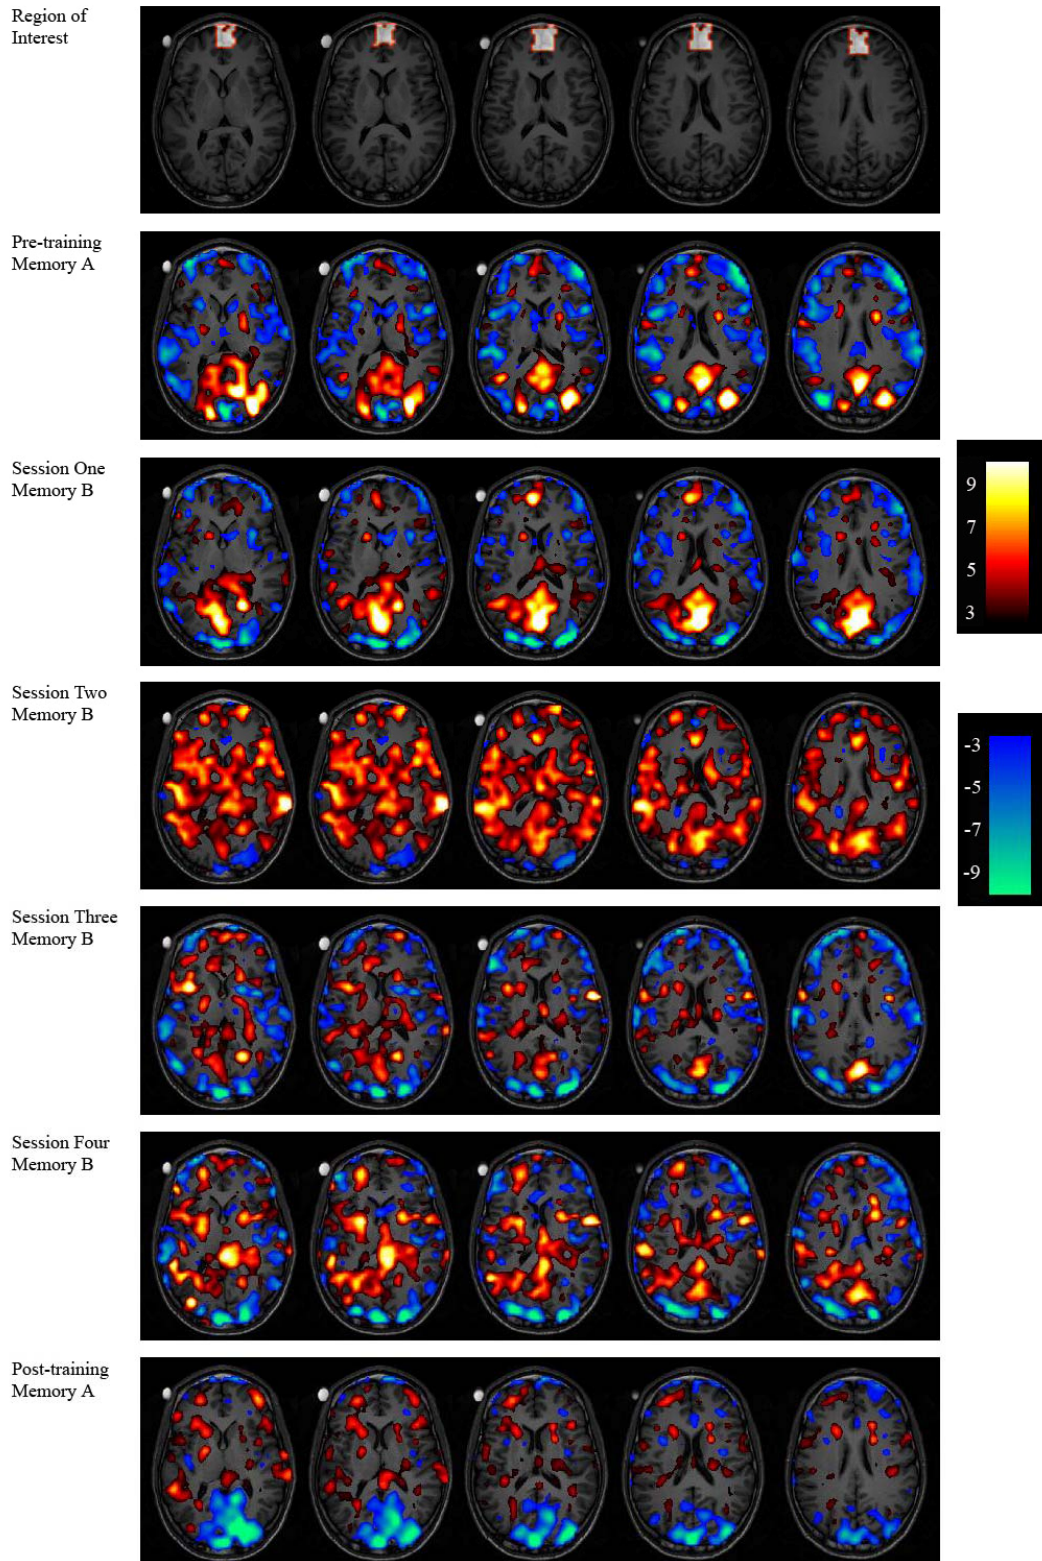 Region of
Interest
Pre-training
Memory A
Session One
Memory B
9
7
5
3
Session Two
Memory B
-3
-5
-7
-9
Session Three
Memory B
Session Four
Memory B
Post-training
Memory A